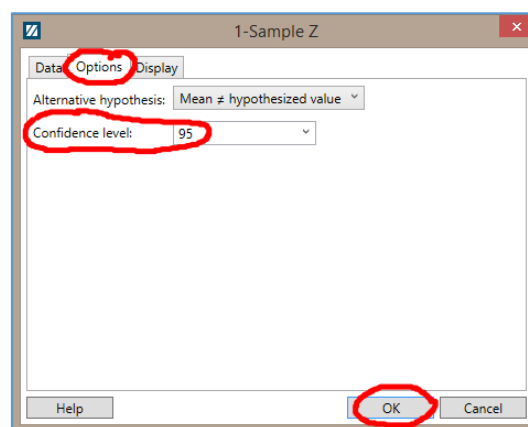 1-Sample Z
Data Options Display
Alternative hypothesis: Mean ≠ hypothesized value
Confidence level: 95
Help OK Cancel